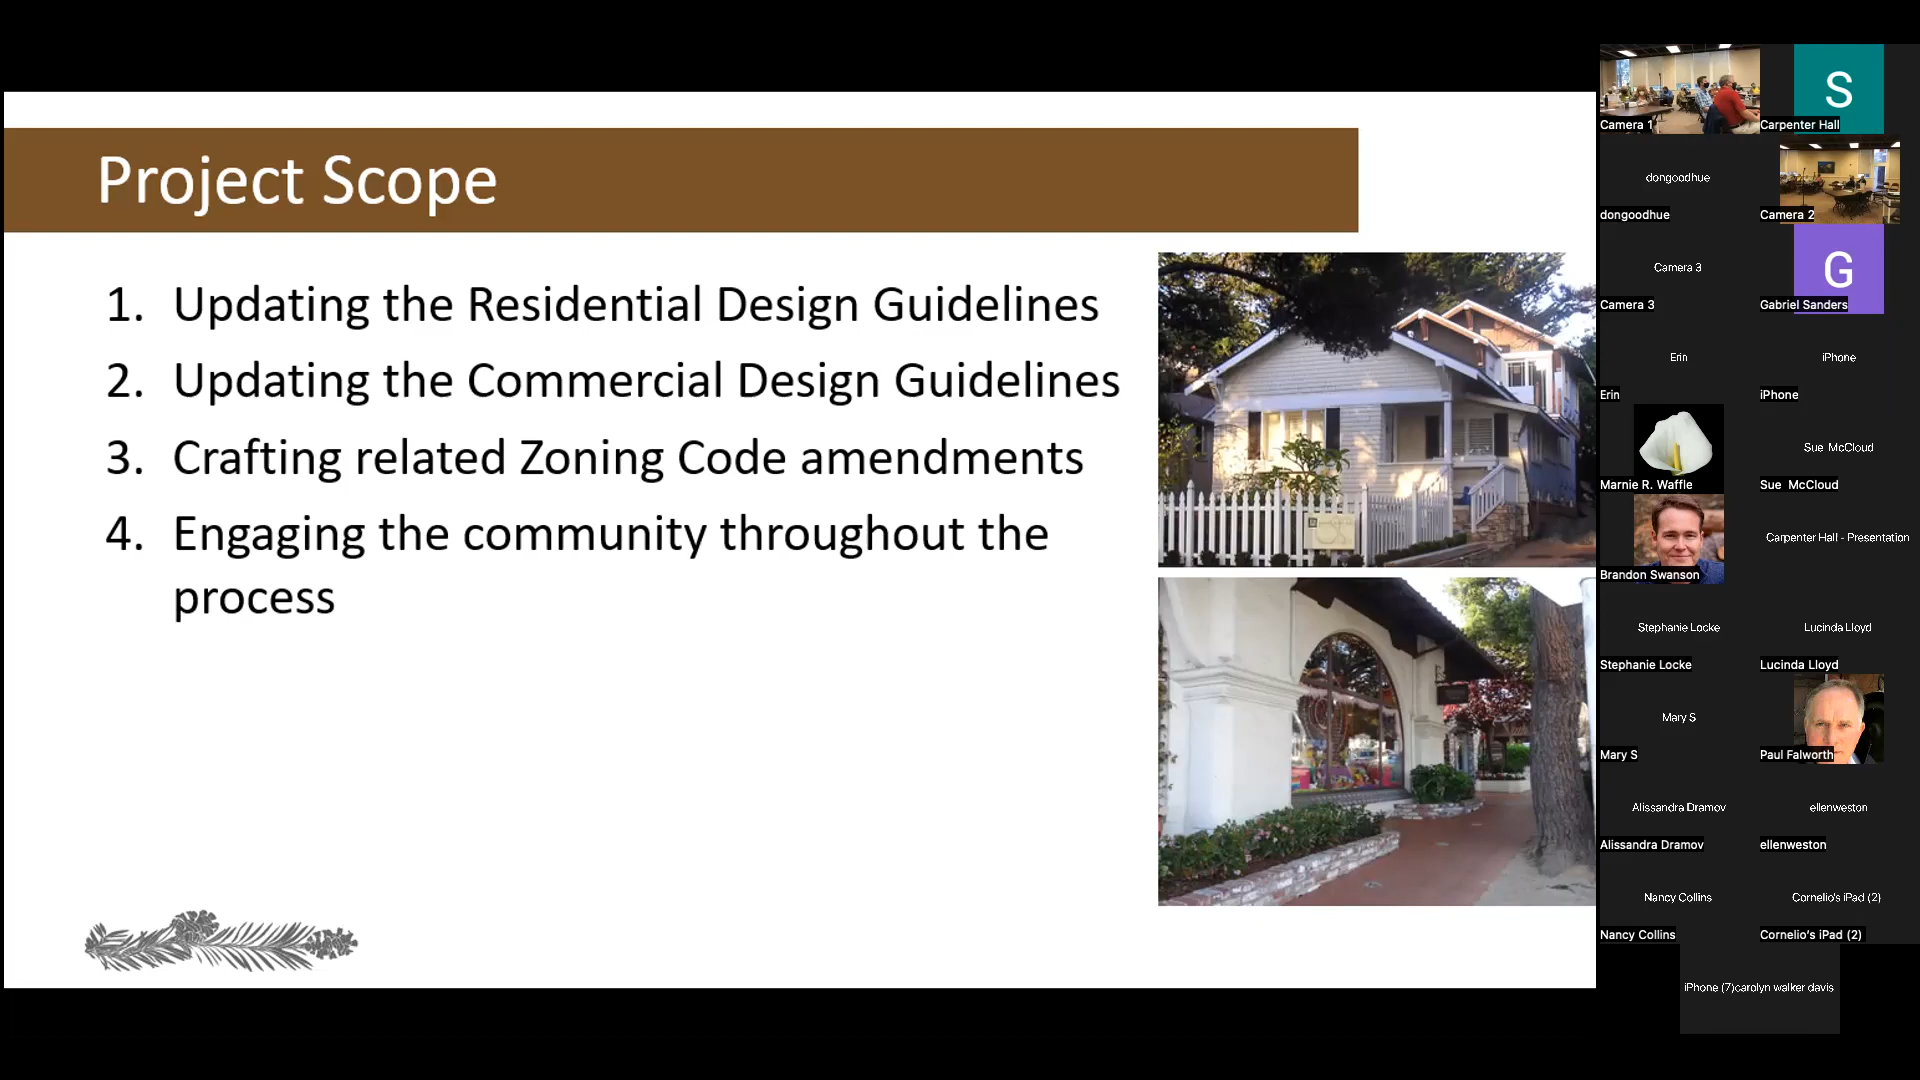 Project Scope
1. Updating the Residential Design Guidelines
2. Updating the Commercial Design Guidelines
3. Crafting related Zoning Code amendments
4. Engaging the community throughout the
process
Camera 1
S
Carpenter Hall
dongoodhue
dongoodhue
Camera 2
Camera 3
Camera 3
G
Gabriel Sanders
Erin
Erin
iPhone
iPhone
Marnie R. Waffle
Sue McCloud
Sue McCloud
Brandon Swanson
Carpenter Hall - Presentation
Stephanie Locke
Stephanie Locke
Lucinda Lloyd
Lucinda Lloyd
Mary S
Mary S
Paul Falworth
Alissandra Dramov
Alissandra Dramov
ellenweston
ellenweston
Nancy Collins
Nancy Collins
Cornelio's iPad (2)
Cornelio's iPad (2)
iPhone (7)carolyn walker davis